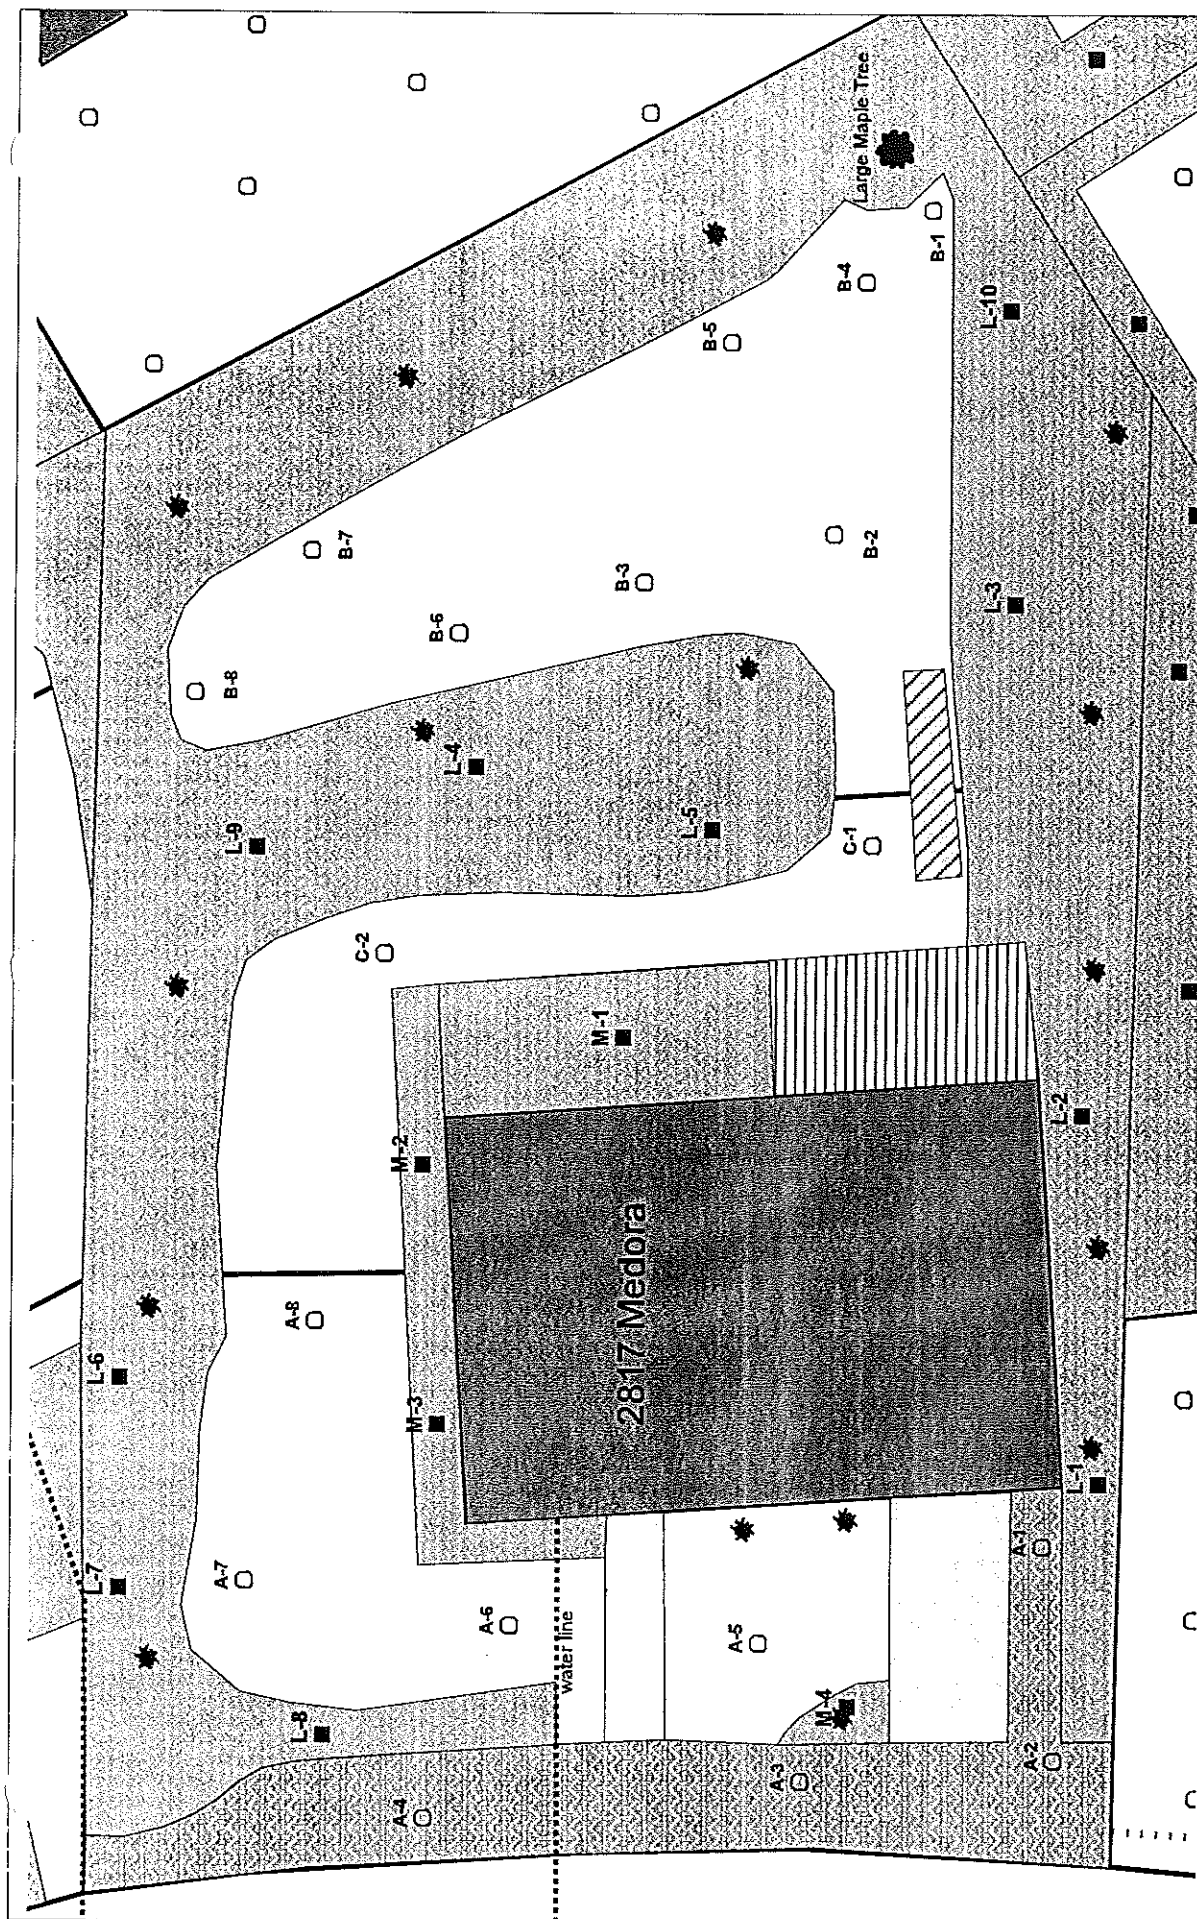 Large Maple Tree
B-1
B-4
B-5
L-10
B-7
B-2
B-3
B-6
L-3
B-8
L-4
L-5
L-9
C-1
C-2
M-1
L-2
M-2
2817 Medora
A-8
L-6
M-3
L-1
A-1
L-7
A-7
A-6
A-5
water line
M-4
L-8
A-2
A-3
A-4